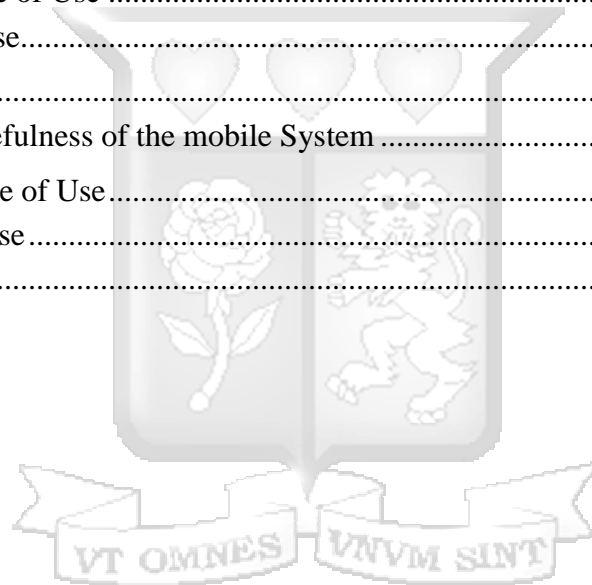 e of Use ....................................................................
se............................................................................
................................................................................
efulness of the mobile System ...............................
e of Use....................................................................
se............................................................................
................................................................................
VT OMNES VNVM SINT